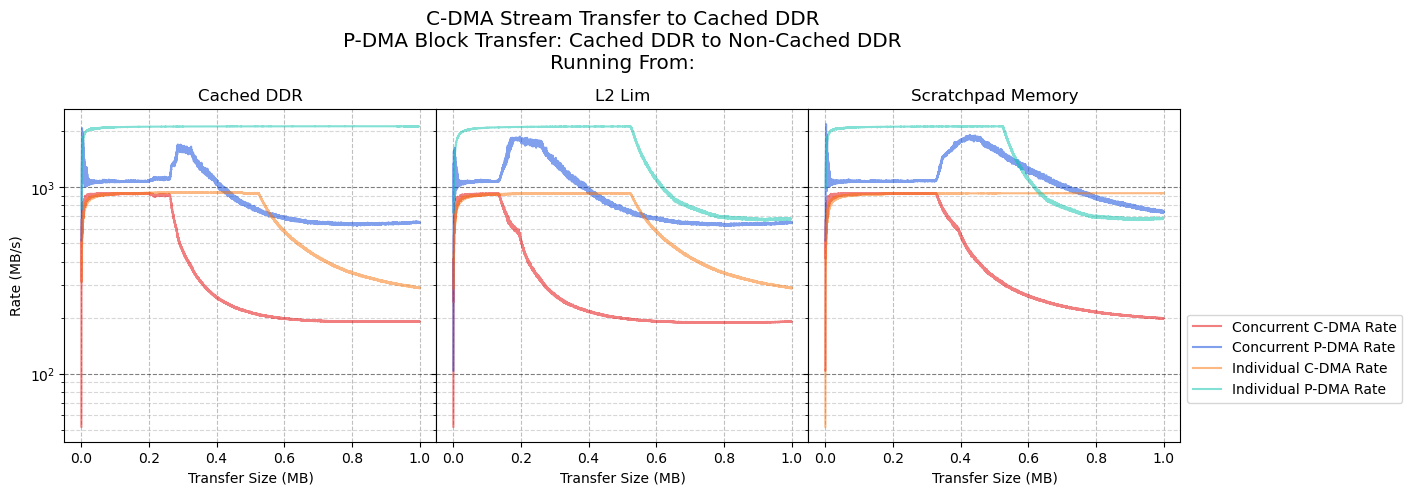 C-DMA Stream Transfer to Cached DDR
P-DMA Block Transfer: Cached DDR to Non-Cached DDR
Running From:
Cached DDR
L2 Lim
Scratchpad Memory
Rate (MB/s)
10^3
10^2
0.0 0.2 0.4 0.6 0.8 1.0
0.0 0.2 0.4 0.6 0.8 1.0
0.0 0.2 0.4 0.6 0.8 1.0
Transfer Size (MB)
Transfer Size (MB)
Transfer Size (MB)
Concurrent C-DMA Rate
Concurrent P-DMA Rate
Individual C-DMA Rate
Individual P-DMA Rate